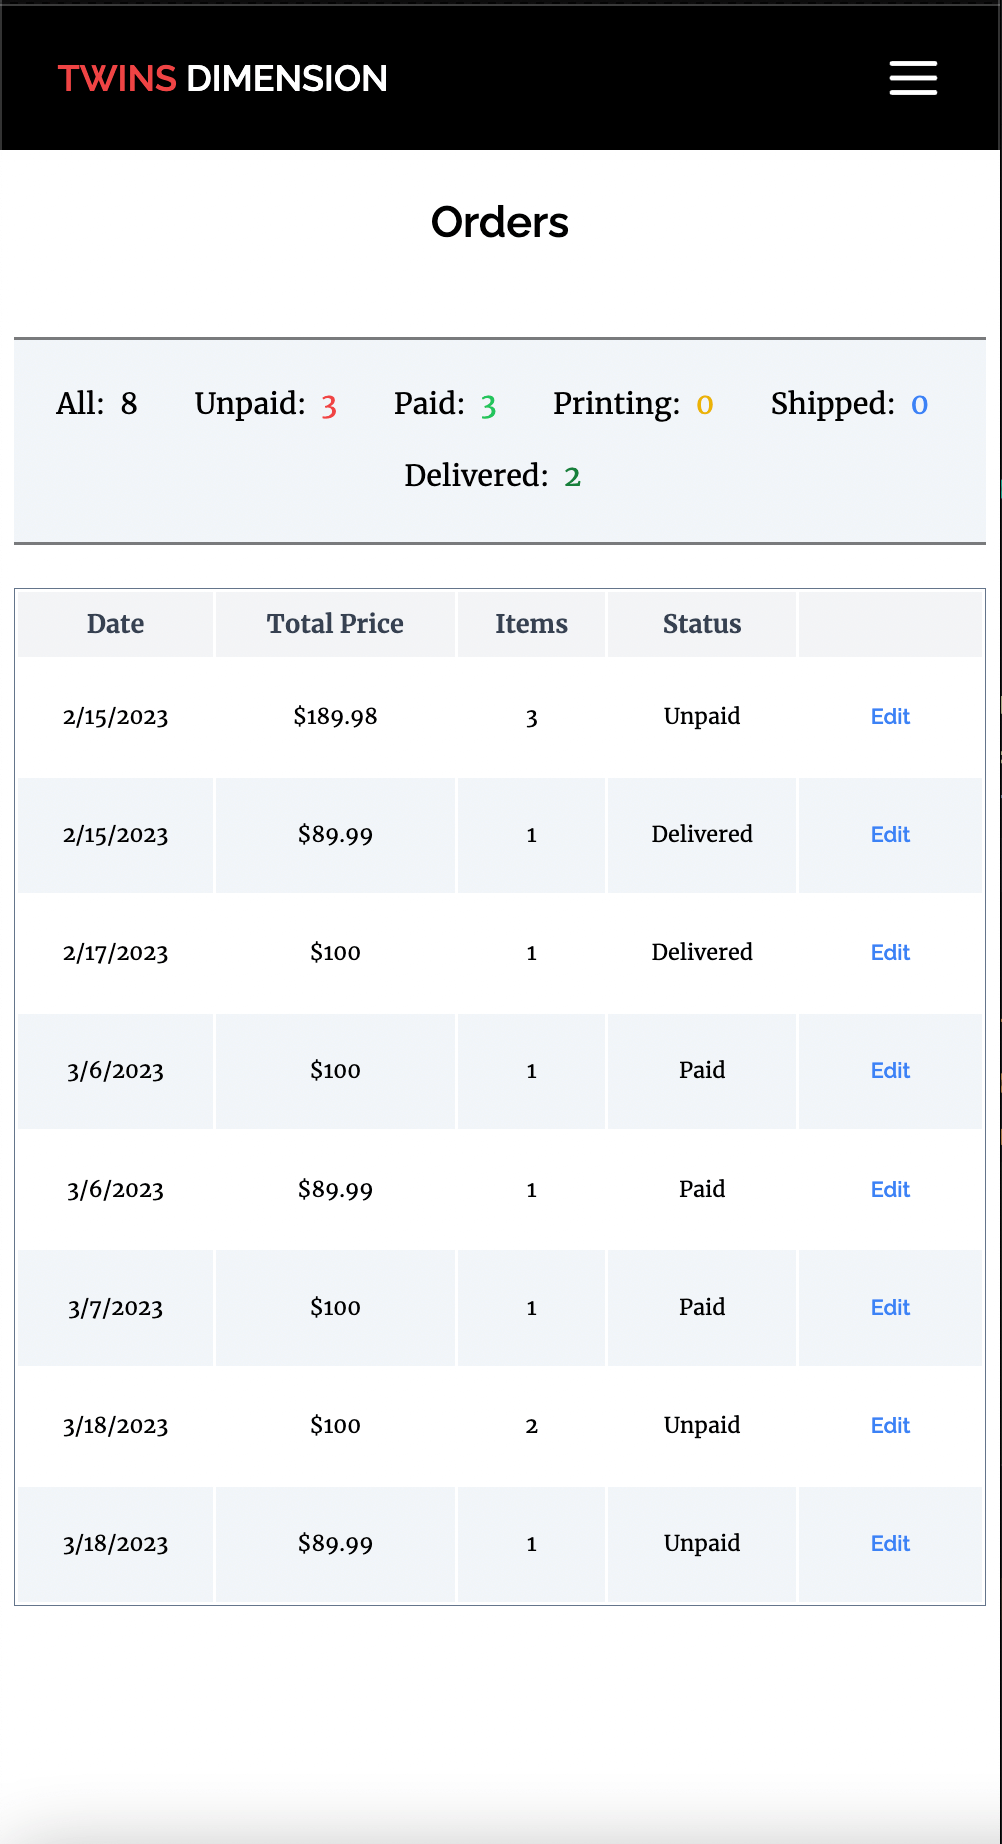 TWINS DIMENSION
Orders
All: 8 Unpaid: 3 Paid: 3 Printing: 0 Shipped: 0
Delivered: 2
Date Total Price Items Status
2/15/2023 $189.98 3 Unpaid Edit
2/15/2023 $89.99 1 Delivered Edit
2/17/2023 $100 1 Delivered Edit
3/6/2023 $100 1 Paid Edit
3/6/2023 $89.99 1 Paid Edit
3/7/2023 $100 1 Paid Edit
3/18/2023 $100 2 Unpaid Edit
3/18/2023 $89.99 1 Unpaid Edit